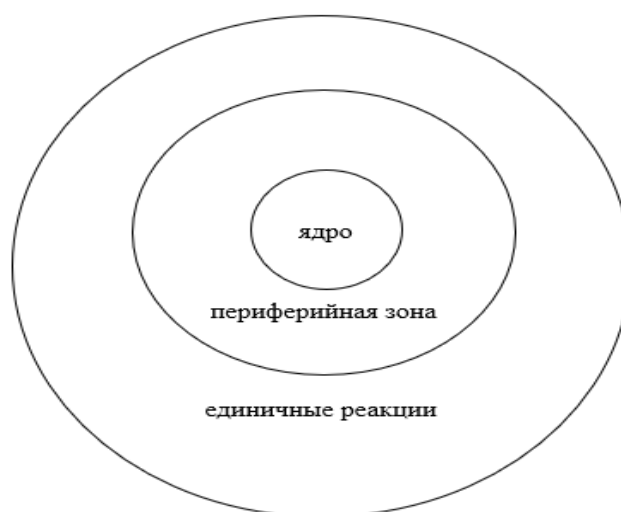 ядро
периферийная зона
единичные реакции